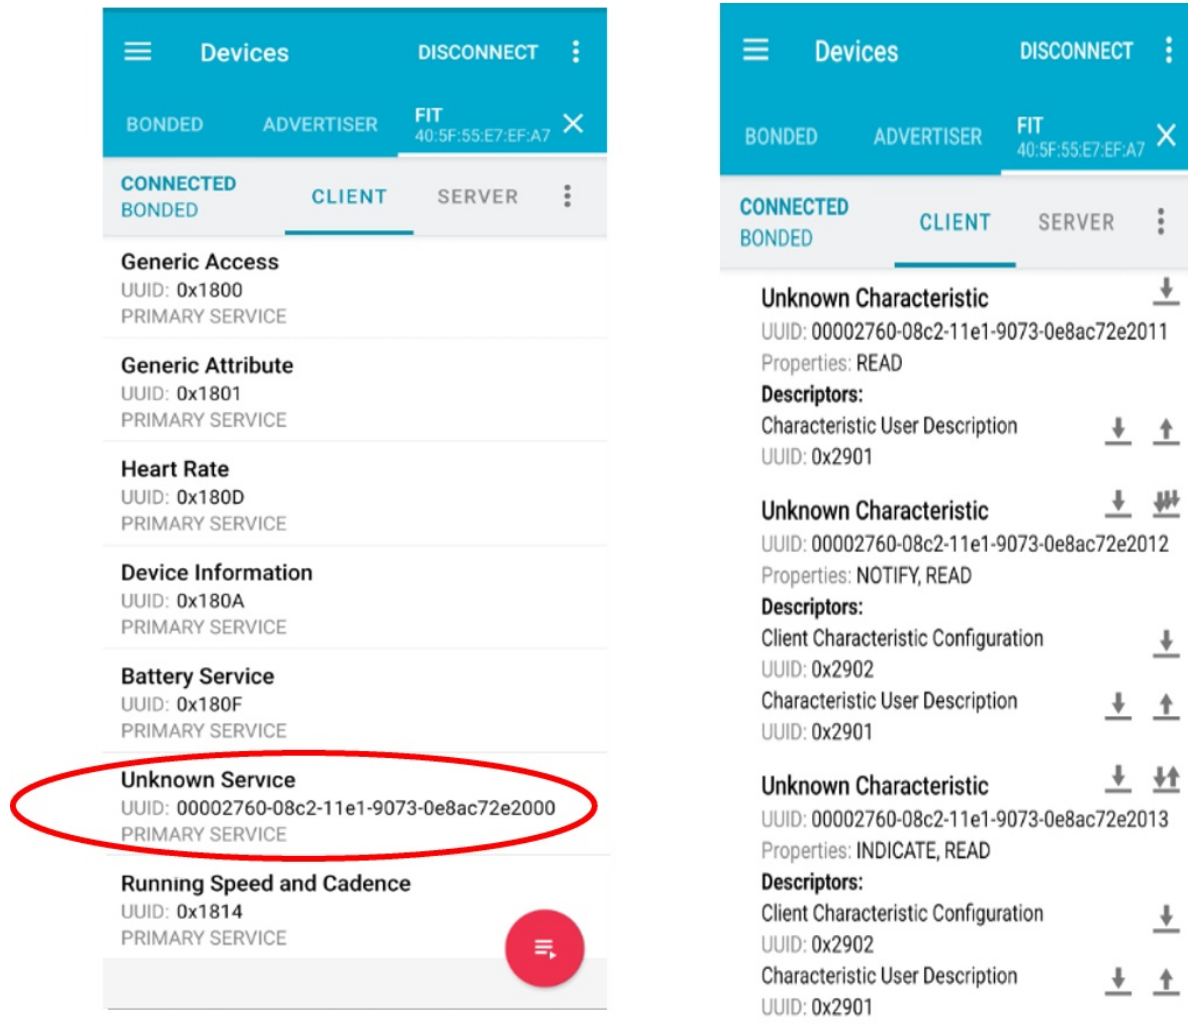 Devices DISCONNECT
BONDED ADVERTISER FIT
40:5F:55:E7:EF:A7
CONNECTED
BONDED
CLIENT SERVER
Generic Access
UUID: 0x1800
PRIMARY SERVICE
Generic Attribute
UUID: 0x1801
PRIMARY SERVICE
Heart Rate
UUID: 0x180D
PRIMARY SERVICE
Device Information
UUID: 0x180A
PRIMARY SERVICE
Battery Service
UUID: 0x180F
PRIMARY SERVICE
Unknown Service
UUID: 00002760-08c2-11e1-9073-0e8ac72e2000
PRIMARY SERVICE
Running Speed and Cadence
UUID: 0x1814
PRIMARY SERVICE
Devices DISCONNECT
BONDED ADVERTISER FIT
40:5F:55:E7:EF:A7
CONNECTED
BONDED
CLIENT SERVER
Unknown Characteristic
UUID: 00002760-08c2-11e1-9073-0e8ac72e2011
Properties: READ
Descriptors:
Characteristic User Description
UUID: 0x2901
Unknown Characteristic
UUID: 00002760-08c2-11e1-9073-0e8ac72e2012
Properties: NOTIFY, READ
Descriptors:
Client Characteristic Configuration
UUID: 0x2902
Characteristic User Description
UUID: 0x2901
Unknown Characteristic
UUID: 00002760-08c2-11e1-9073-0e8ac72e2013
Properties: INDICATE, READ
Descriptors:
Client Characteristic Configuration
UUID: 0x2902
Characteristic User Description
UUID: 0x2901